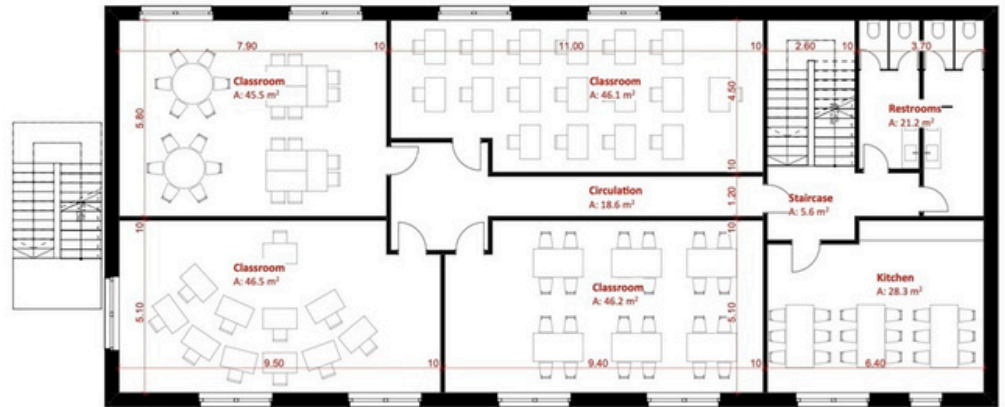 7.90
10
11.00
10
2.60
10
3.70
Classroom
A: 45.5 m²
Classroom
A: 46.1 m²
4.50
5.80
Restrooms
A: 21.2 m²
10
Circulation
A: 18.6 m²
1.20
Staircase
A: 5.6 m²
10
10
10
Classroom
A: 46.5 m²
Classroom
A: 46.2 m²
Kitchen
A: 28.3 m²
5.10
5.10
9.50
10
9.40
10
6.40